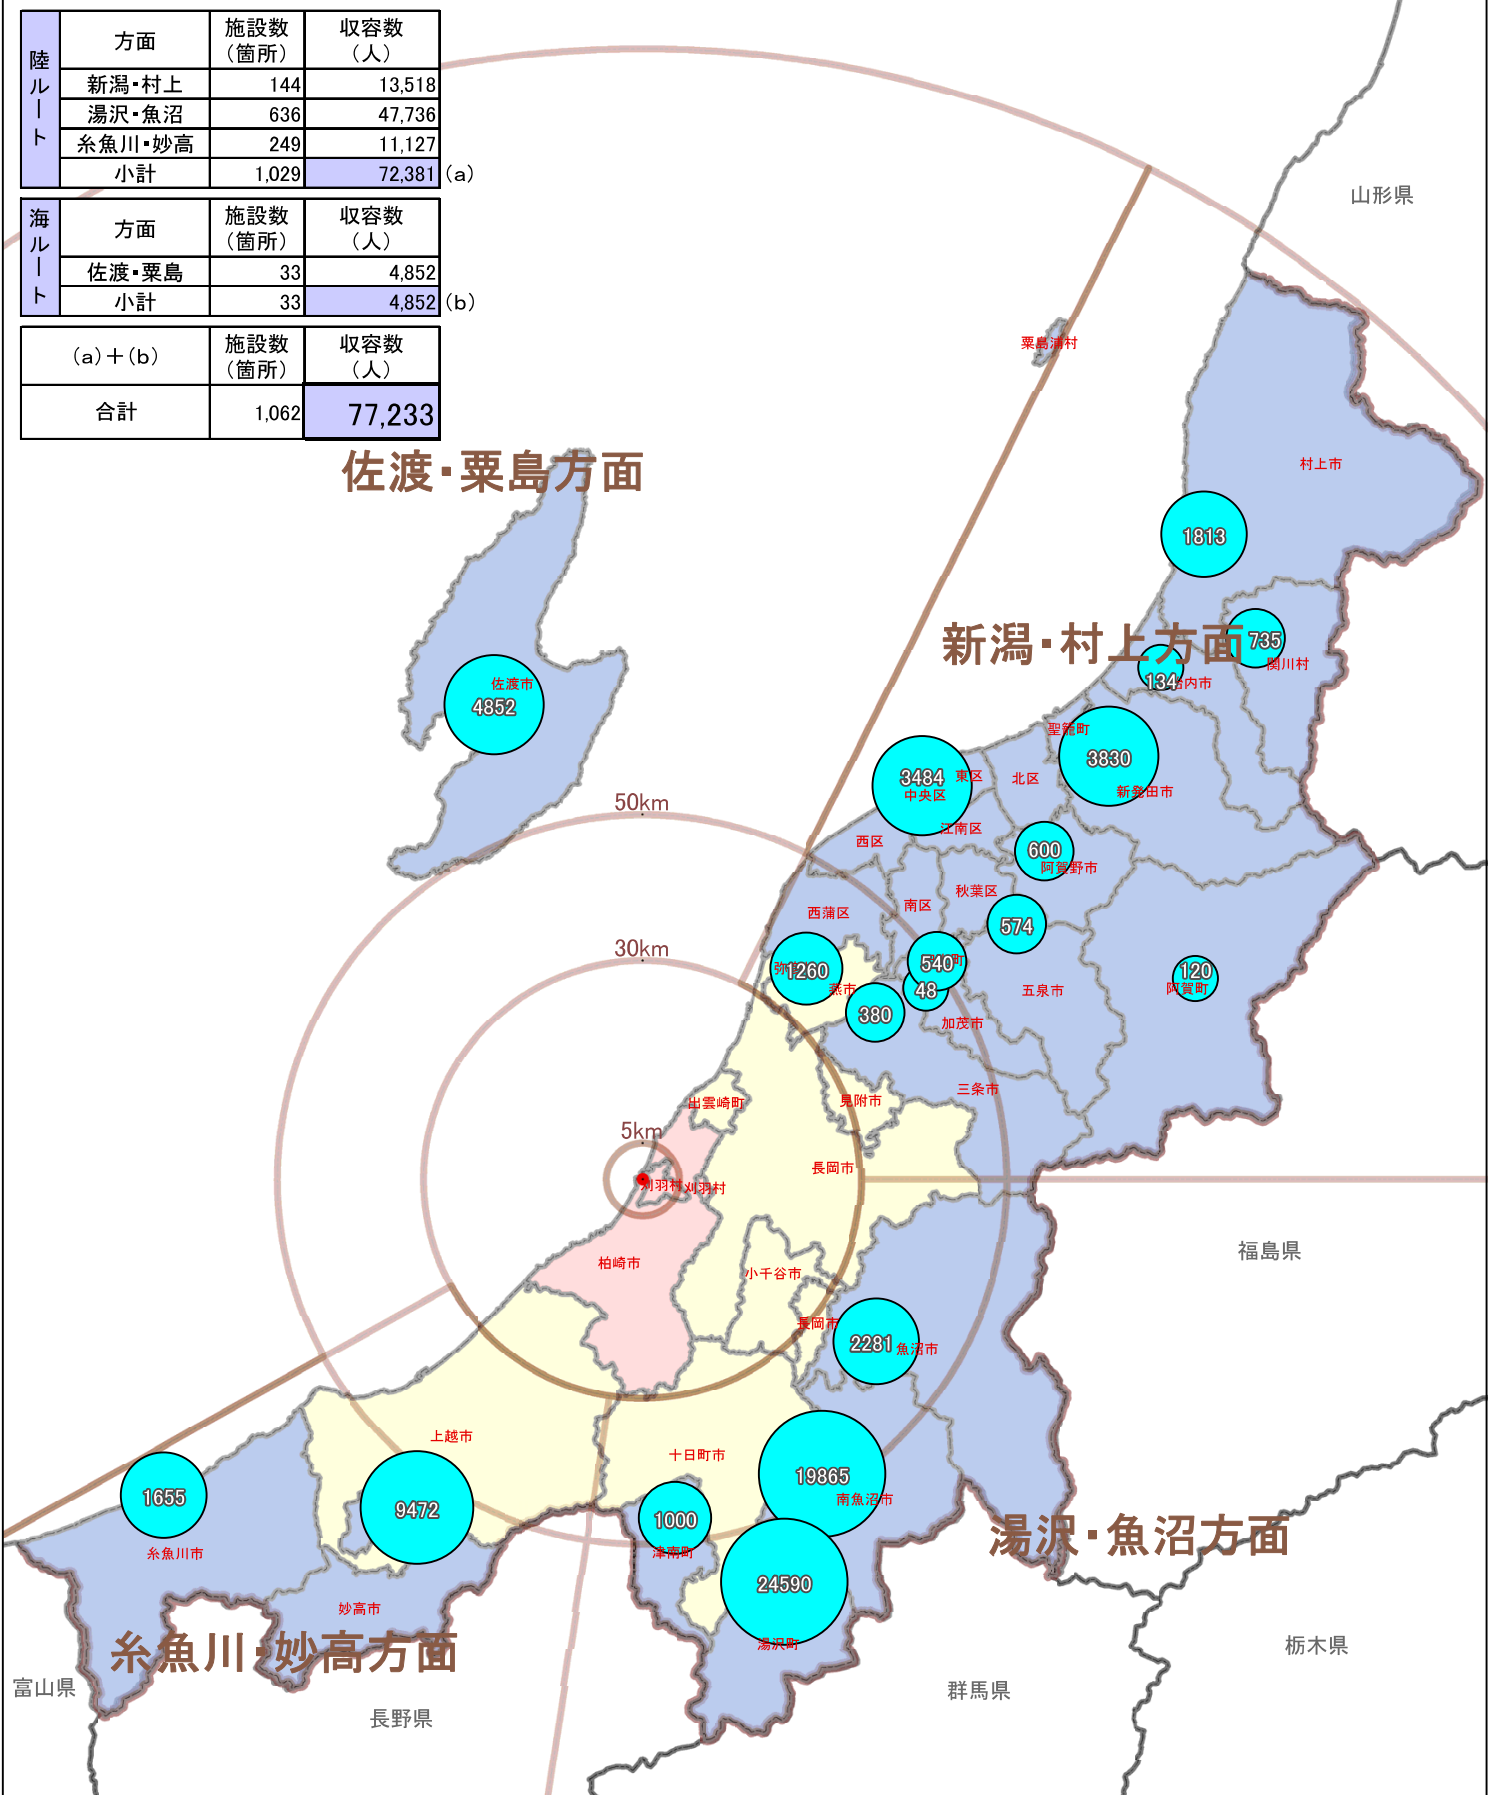 陸ルート
方面 施設数(箇所) 収容数(人)
新潟・村上 144 13,518
湯沢・魚沼 636 47,736
糸魚川・妙高 249 11,127
小計 1,029 72,381 (a)
海ルート
方面 施設数(箇所) 収容数(人)
佐渡・粟島 33 4,852
小計 33 4,852 (b)
(a)+(b) 施設数(箇所) 収容数(人)
合計 1,062 77,233
山形県
粟島浦村
佐渡・粟島方面
村上市
1813
新潟・村上方面
735
関川村
134
胎内市
佐渡市
4852
聖籠町
3830
新発田市
3484
中央区
東区
北区
50km
江南区
西区
600
阿賀野市
秋葉区
南区
西蒲区
574
30km
540
町
1260
弥彦
燕市
48
380
加茂市
五泉市
120
阿賀町
三条市
出雲崎町
見附市
5km
長岡市
刈羽村
刈羽村
柏崎市
小千谷市
福島県
長岡市
2281
魚沼市
上越市
十日町市
19865
南魚沼市
1655
9472
1000
津南町
湯沢・魚沼方面
糸魚川市
24590
妙高市
湯沢町
糸魚川・妙高方面
栃木県
富山県
群馬県
長野県